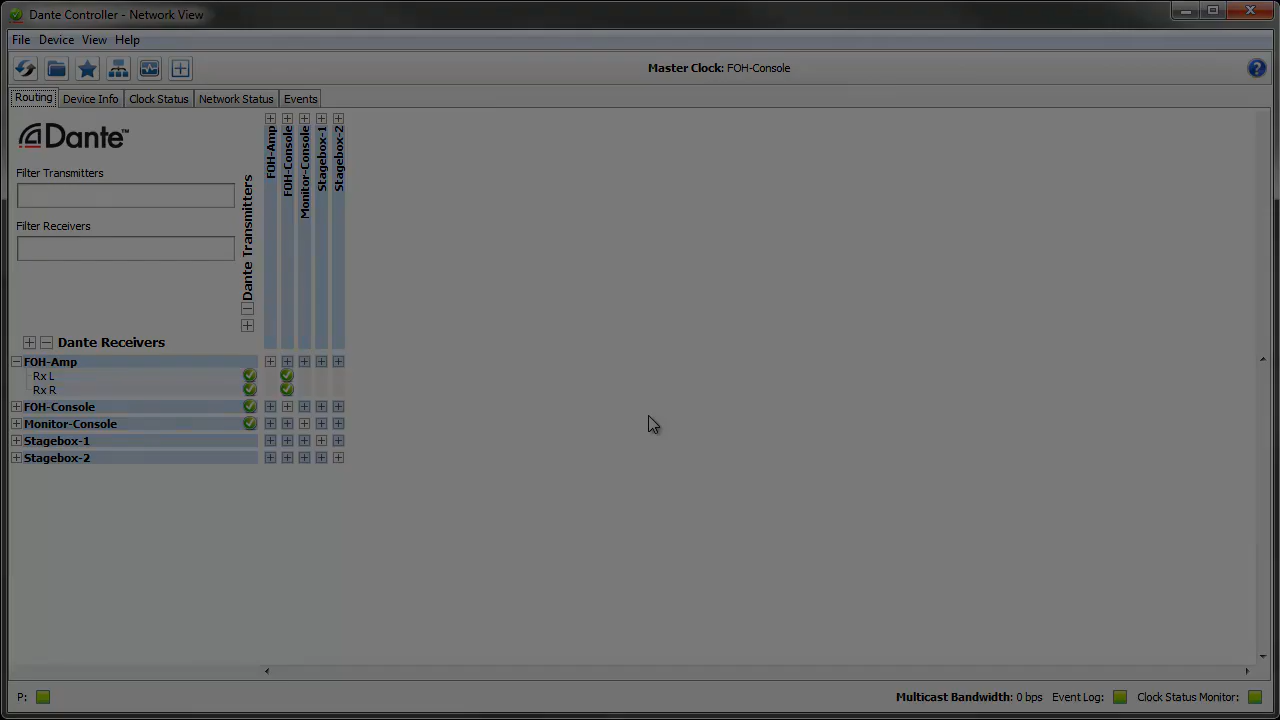 Dante Controller - Network View
File Device View Help
Master Clock: FOH-Console
Routing Device Info Clock Status Network Status Events
Dante™
Filter Transmitters
Filter Receivers
Dante Transmitters
FOH-Amp
FOH-Console
Monitor-Console
Stagebox-1
Stagebox-2
Dante Receivers
FOH-Amp
Rx L
Rx R
FOH-Console
Monitor-Console
Stagebox-1
Stagebox-2
P: Multicast Bandwidth: 0 bps Event Log: Clock Status Monitor: